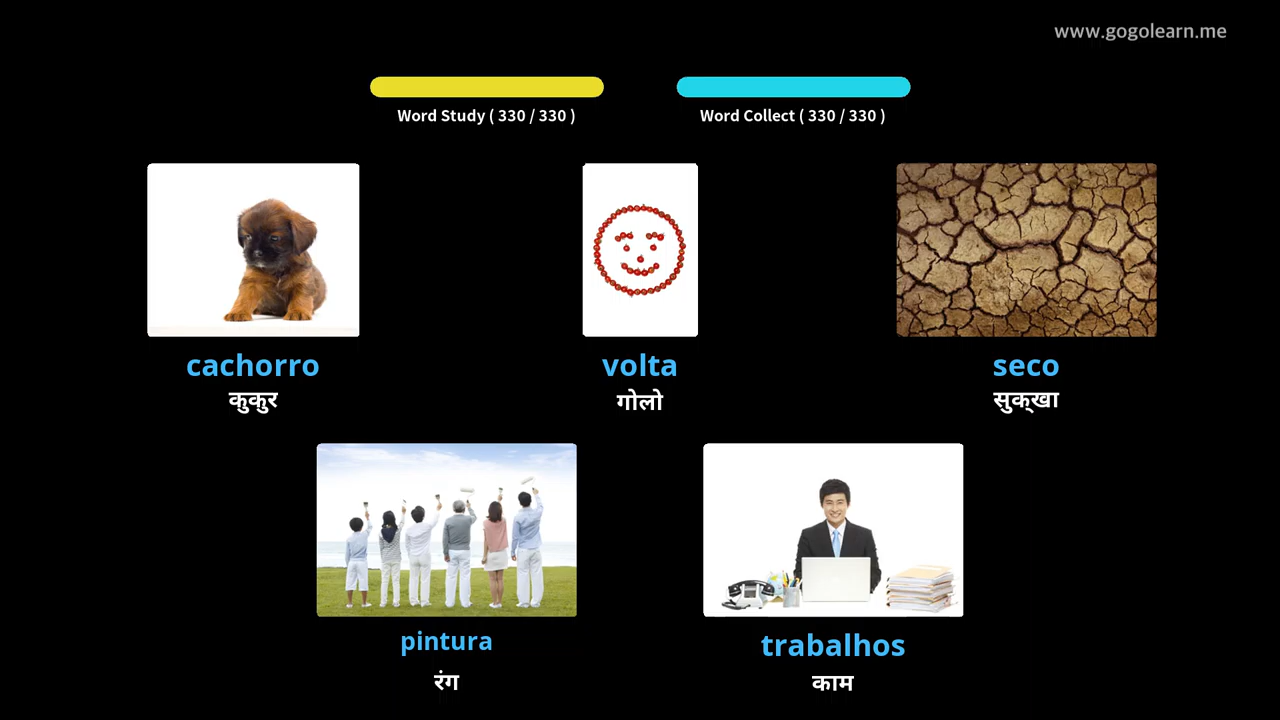 www.gogolearn.me
Word Study ( 330 / 330 )
Word Collect ( 330 / 330 )
cachorro
कुकुर
volta
गोलो
seco
सुक्खा
pintura
रंग
trabalhos
काम